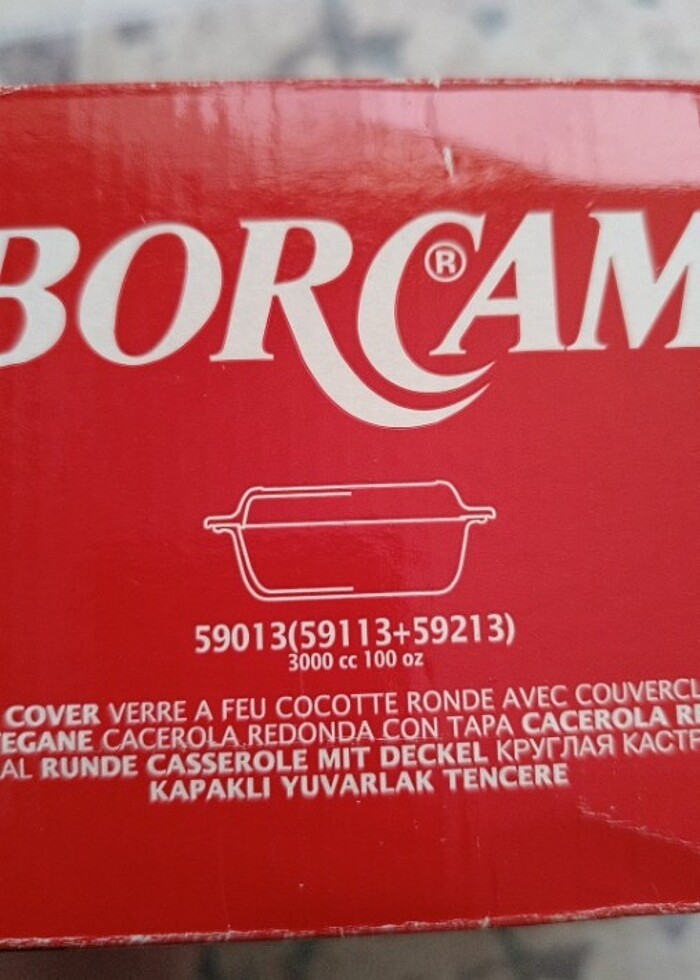 BORCAM
®
59013(59113+59213)
3000 cc 100 oz
COVER VERRE A FEU COCOTTE RONDE AVEC
CACEROLA REDONDA CON TAPA CACEROLA
RUNDE CASSEROLE MIT DECKEL КРУГЛАЯ
KAPAKLI YUVARLAK TENCERE